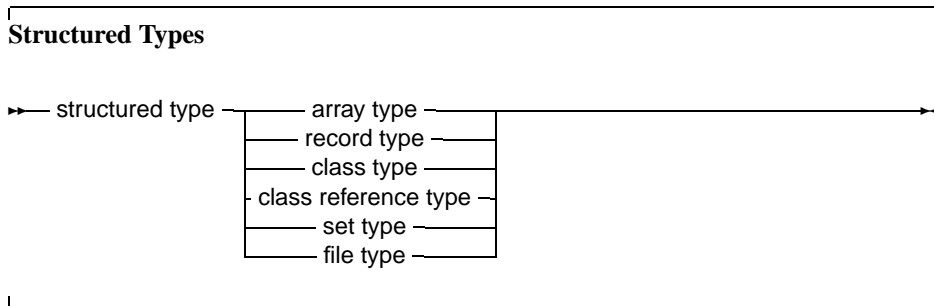 Structured Types
structured type array type
record type
class type
class reference type
set type
file type